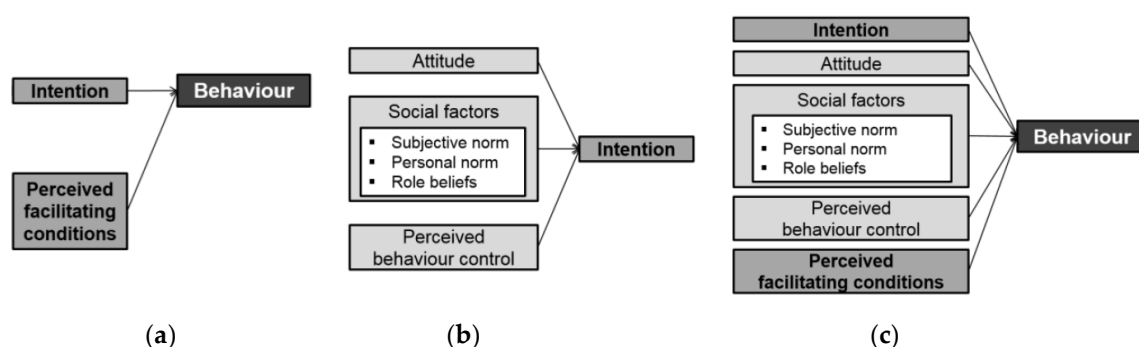 Intention
Behaviour
Perceived
facilitating
conditions
(a)
Attitude
Social factors
▪ Subjective norm
▪ Personal norm
▪ Role beliefs
Perceived
behaviour control
Intention
(b)
Intention
Attitude
Social factors
▪ Subjective norm
▪ Personal norm
▪ Role beliefs
Perceived
behaviour control
Perceived
facilitating conditions
Behaviour
(c)